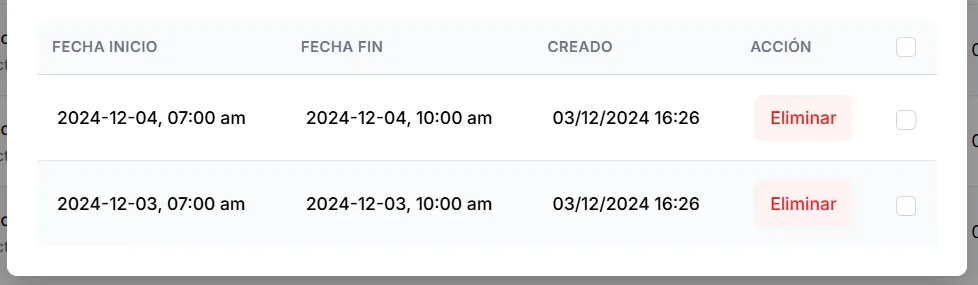 FECHA INICIO FECHA FIN CREADO ACCIÓN
2024-12-04, 07:00 am 2024-12-04, 10:00 am 03/12/2024 16:26 Eliminar
2024-12-03, 07:00 am 2024-12-03, 10:00 am 03/12/2024 16:26 Eliminar